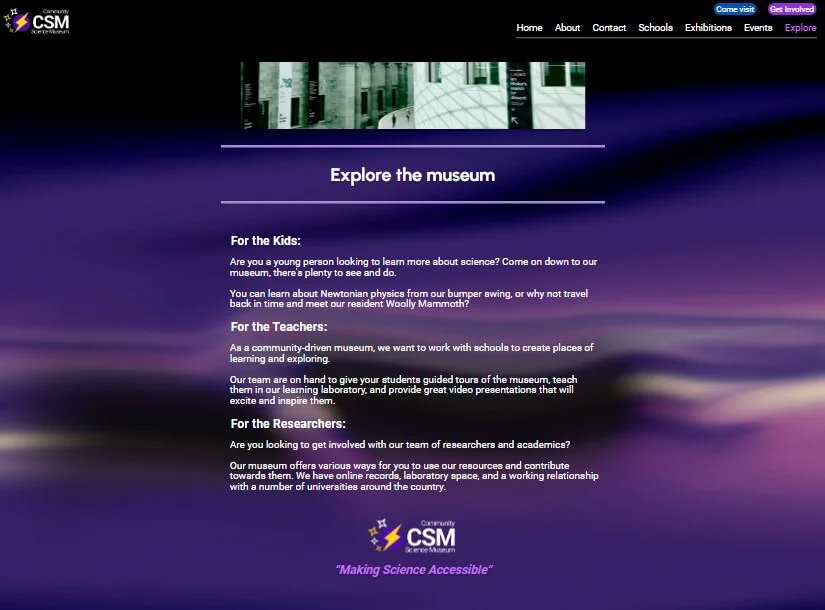 Community
CSM
Science Museum
Come visit
Get Involved
Home
About
Contact
Schools
Exhibitions
Events
Explore
Explore the museum
For the Kids:
Are you a young person looking to learn more about science? Come on down to our
museum, there's plenty to see and do.
You can learn about Newtonian physics from our bumper swing, or why not travel
back in time and meet our resident Woolly Mammoth?
For the Teachers:
As a community-driven museum, we want to work with schools to create places of
learning and exploring.
Our team are on hand to give your students guided tours of the museum, teach
them in our learning laboratory, and provide great video presentations that will
excite and inspire them.
For the Researchers:
Are you looking to get involved with our team of researchers and academics?
Our museum offers various ways for you to use our resources and contribute
towards them. We have online records, laboratory space, and a working relationship
with a number of universities around the country.
Community
CSM
Science Museum
"Making Science Accessible"